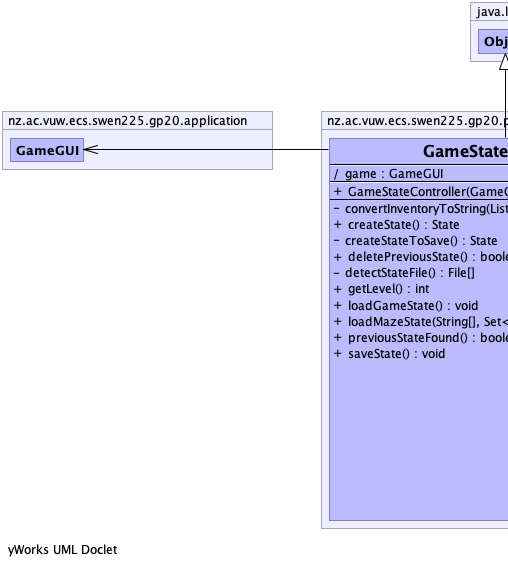 java.l
Obj
nz.ac.vuw.ecs.swen225.gp20.application
GameGUI
nz.ac.vuw.ecs.swen225.gp20.p
GameState
/ game : GameGUI
+ GameStateController(GameG
- convertInventoryToString(List
+ createState() : State
- createStateToSave() : State
+ deletePreviousState() : boole
- detectStateFile() : File[]
+ getLevel() : int
+ loadGameState() : void
+ loadMazeState(String[], Set<
+ previousStateFound() : boole
+ saveState() : void
yWorks UML Doclet